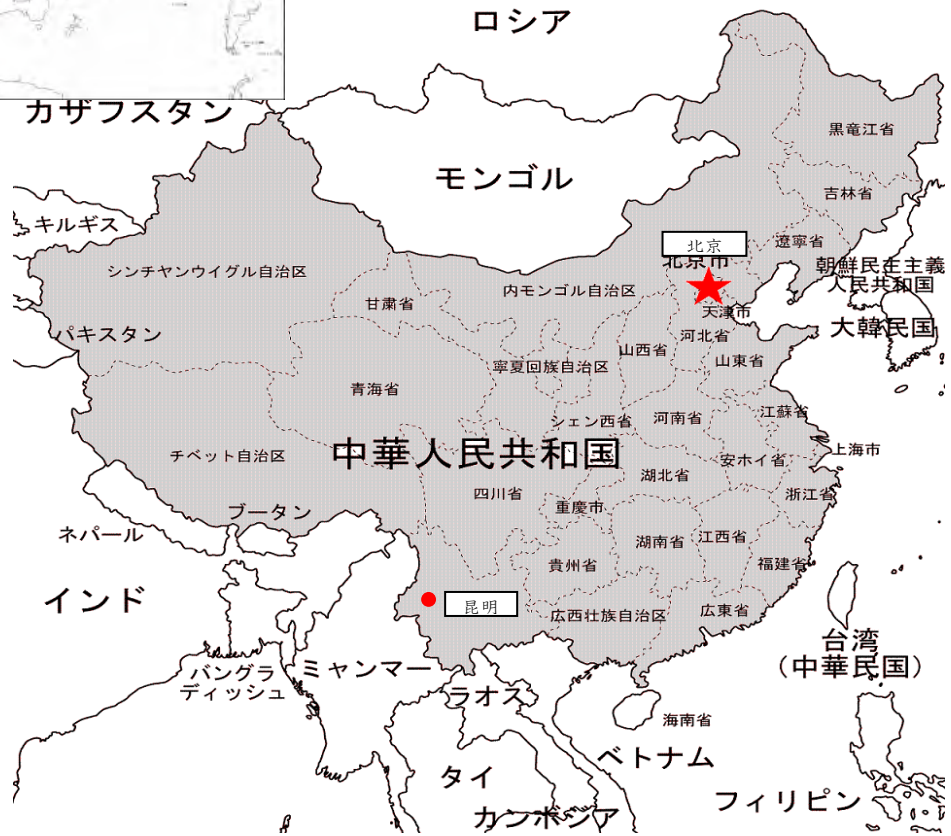 ロシア
カザフスタン
黒竜江省
モンゴル
吉林省
キルギス
北京
遼寧省
北京市
朝鮮民主主義
人民共和国
シンチヤンウイグル自治区
内モンゴル自治区
甘粛省
天津市
大韓民国
パキスタン
河北省
山西省
山東省
寧夏回族自治区
青海省
江蘇省
シェン西省
河南省
上海市
中華人民共和国
チベット自治区
安ホイ省
湖北省
四川省
浙江省
重慶市
ブータン
ネパール
江西省
湖南省
貴州省
福建省
インド
昆明
広西壮族自治区
広東省
台湾
(中華民国)
バングラ
ディッシュ
ミャンマー
ラオス
海南省
ベトナム
タイ
フィリピン
カンボジア